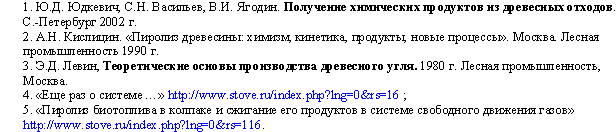 1. Ю.Д. Юдкевич, С.Н. Васильев, В.И. Ягодин. Получение химических продуктов из древесных отходов.
С.-Петербург 2002 г.
2. А.Н. Кислицин. «Пиролиз древесины: химизм, кинетика, продукты, новые процессы». Москва. Лесная
промышленность 1990 г.
3. Э.Д. Левин, Теоретические основы производства древесного угля. 1980 г. Лесная промышленность,
Москва.
4. «Еще раз о системе ...» http://www.stove.ru/index.php?lng=0&rs=16 ;
5. «Пиролиз биотоплива в колпаке и сжигание его продуктов в системе свободного движения газов»
http://www.stove.ru/index.php?lng=0&rs=116.